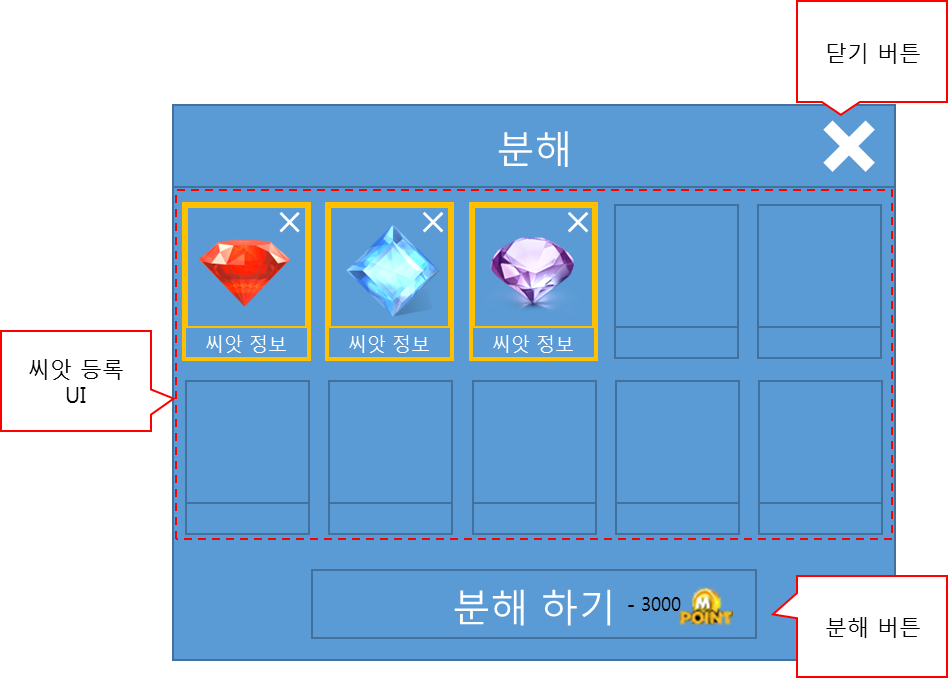 닫기 버튼
분해
씨앗 정보 씨앗 정보 씨앗 정보
씨앗 등록
UI
분해 하기 - 3000 M POINT
분해 버튼